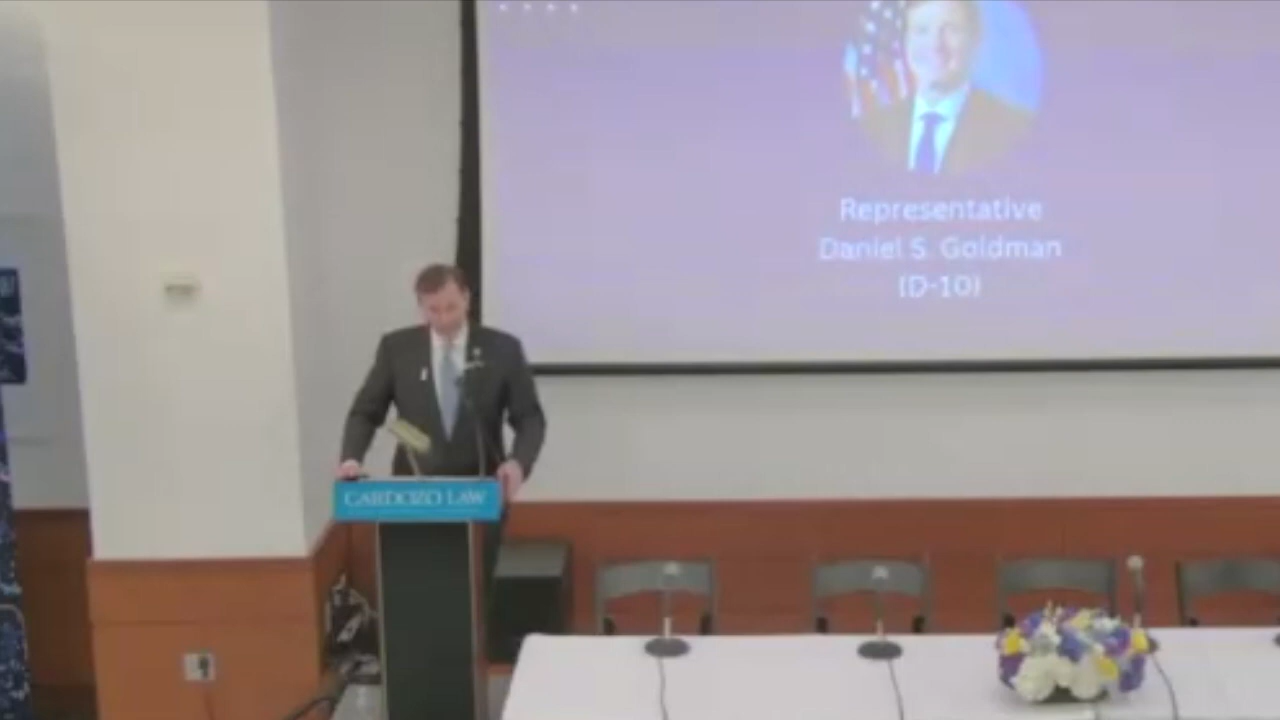 Representative
Daniel S. Goldman
(D-10)
CARDOZO LAW